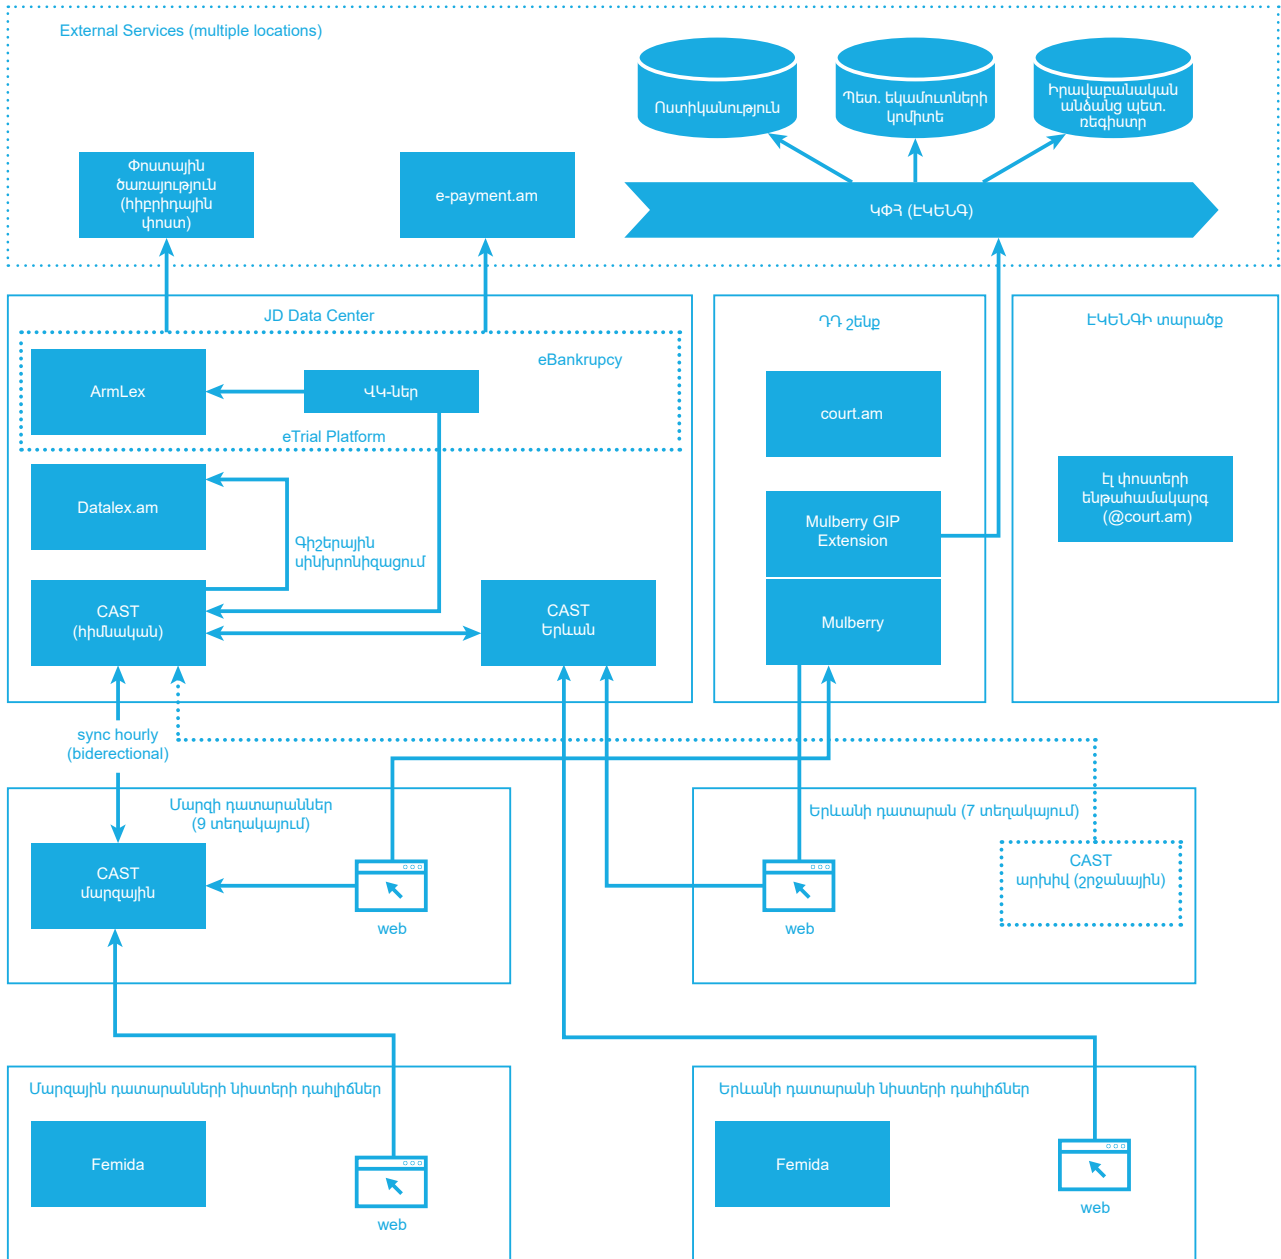 External Services (multiple locations)
Ոստիկանություն
Պետ. եկամուտների
կոմիտե
Իրավաբանական
անձանց պետ.
ռեգիստր
Փոստային
ծառայություն
(հիբրիդային
փոստ)
e-payment.am
ԿՓՀ (ԷԿԵՆԳ)
JD Data Center
eBankrupcy
ArmLex
ՎԿ-ներ
eTrial Platform
Datalex.am
Գիշերային
սինխրոնիզացում
CAST
(հիմնական)
CAST
Երևան
ԴԴ շենք
court.am
Mulberry GIP
Extension
Mulberry
ԷԿԵՆԳԻ տարածք
էլ փոստերի
ենթահամակարգ
(@court.am)
sync hourly
(biderectional)
Մարզի դատարաններ
(9 տեղակայում)
CAST
մարզային
web
Երևանի դատարան (7 տեղակայում)
web
CAST
արխիվ (շրջանային)
Մարզային դատարանների նիստերի դահլիճներ
Femida
web
Երևանի դատարանի նիստերի դահլիճներ
Femida
web